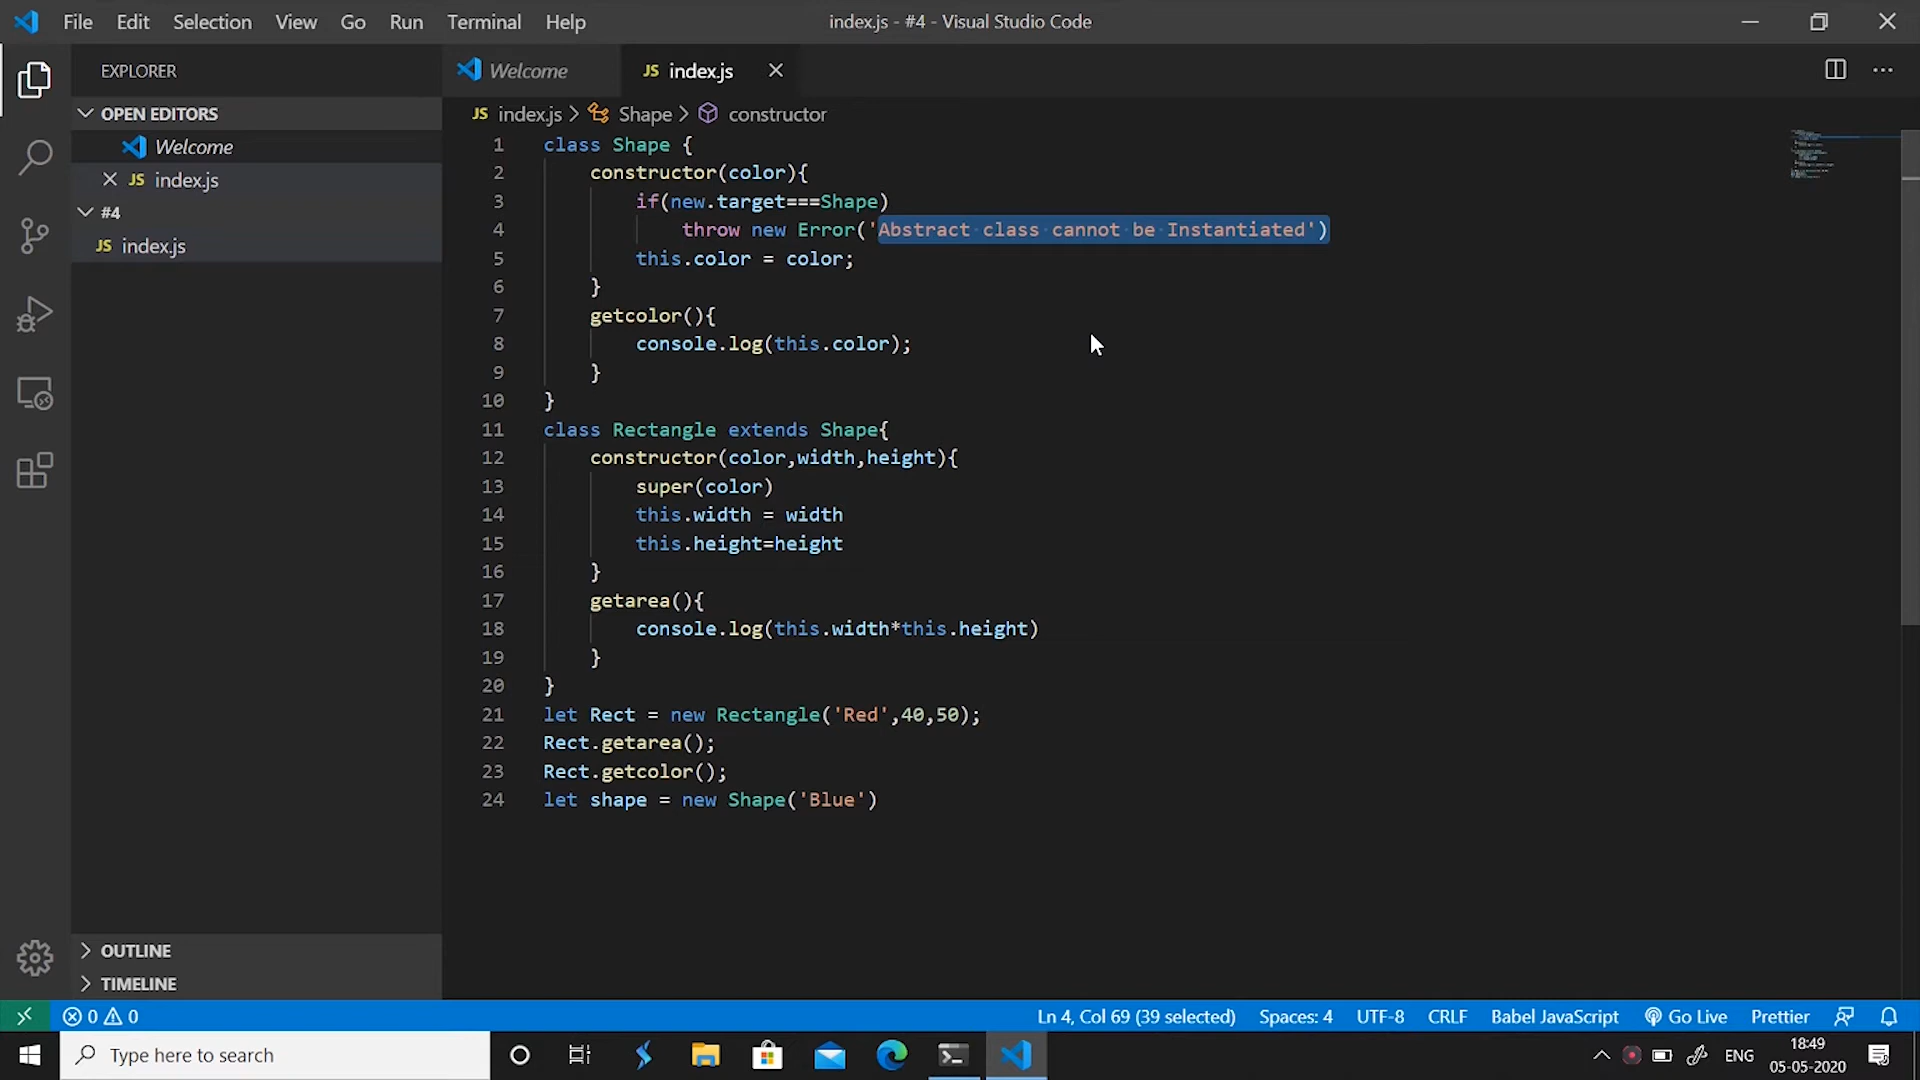 File Edit Selection View Go Run Terminal Help
index.js - #4 - Visual Studio Code
EXPLORER
OPEN EDITORS
Welcome
JS index.js
#4
JS index.js
OUTLINE
TIMELINE
Welcome
JS index.js
JS index.js > Shape > constructor
1 class Shape {
2 constructor(color){
3 if(new.target===Shape)
4 throw new Error('Abstract class cannot be Instantiated')
5 this.color = color;
6 }
7 getcolor(){
8 console.log(this.color);
9 }
10 }
11 class Rectangle extends Shape{
12 constructor(color,width,height){
13 super(color)
14 this.width = width
15 this.height=height
16 }
17 getarea(){
18 console.log(this.width*this.height)
19 }
20 }
21 let Rect = new Rectangle('Red',40,50);
22 Rect.getarea();
23 Rect.getcolor();
24 let shape = new Shape('Blue')
0 0
Ln 4, Col 69 (39 selected) Spaces: 4 UTF-8 CRLF Babel JavaScript Go Live Prettier
Type here to search
ENG
18:49
05-05-2020